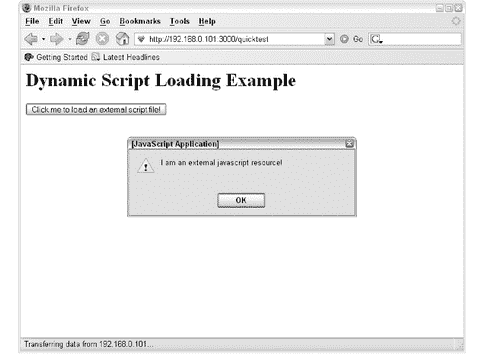 Mozilla Firefox
File Edit View Go Bookmarks Tools Help
http://192.168.0.101:3000/quicktest
Go
Getting Started Latest Headlines
Dynamic Script Loading Example
Click me to load an external script file!
[JavaScript Application]
I am an external javascript resource!
OK
Transferring data from 192.168.0.101...